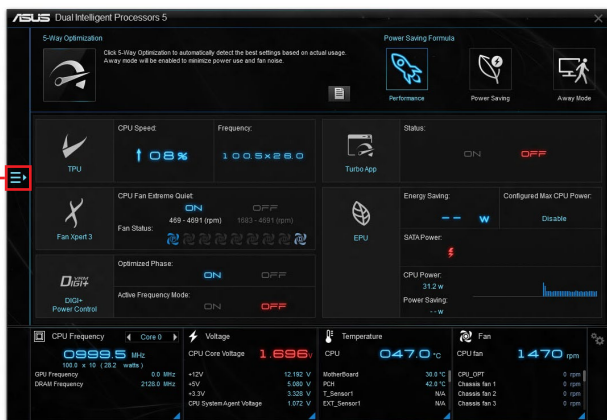 ASUS Dual Intelligent Processors 5
5-Way Optimization
Click 5-Way Optimization to automatically detect the best settings based on actual usage.
Away mode will be enabled to minimize power use and fan noise.
Power Saving Formula
Performance
Power Saving
Away Mode
TPU
CPU Speed:
108%
Frequency:
100.5x26.0
Turbo App
Status:
ON OFF
Fan Xpert 3
CPU Fan Extreme Quiet:
ON OFF
469 - 4691 (rpm) 1683 - 4691 (rpm)
Fan Status:
EPU
Energy Saving:
-- W
Configured Max CPU Power:
Disable
SATA Power:
CPU Power:
31.2 w
Power Saving:
-- w
DIGI+ VRM
DIGI+
Power Control
Optimized Phase:
ON OFF
Active Frequency Mode:
ON OFF
CPU Frequency Core 0
0999.5 MHz
100.0 x 10 (28.2 watts)
GPU Frequency 0.0 MHz
DRAM Frequency 2128.0 MHz
Voltage
CPU Core Voltage 1.696v
+12V 12.192 V
+5V 5.080 V
+3.3V 3.328 V
CPU System Agent Voltage 1.072 V
Temperature
CPU 047.0 °C
MotherBoard 30.0 °C
PCH 42.0 °C
T_Sensor1 N/A
EXT_Sensor1 N/A
Fan
CPU fan 1470 rpm
CPU_OPT 0 rpm
Chassis fan 1 0 rpm
Chassis fan 2 0 rpm
Chassis fan 3 0 rpm